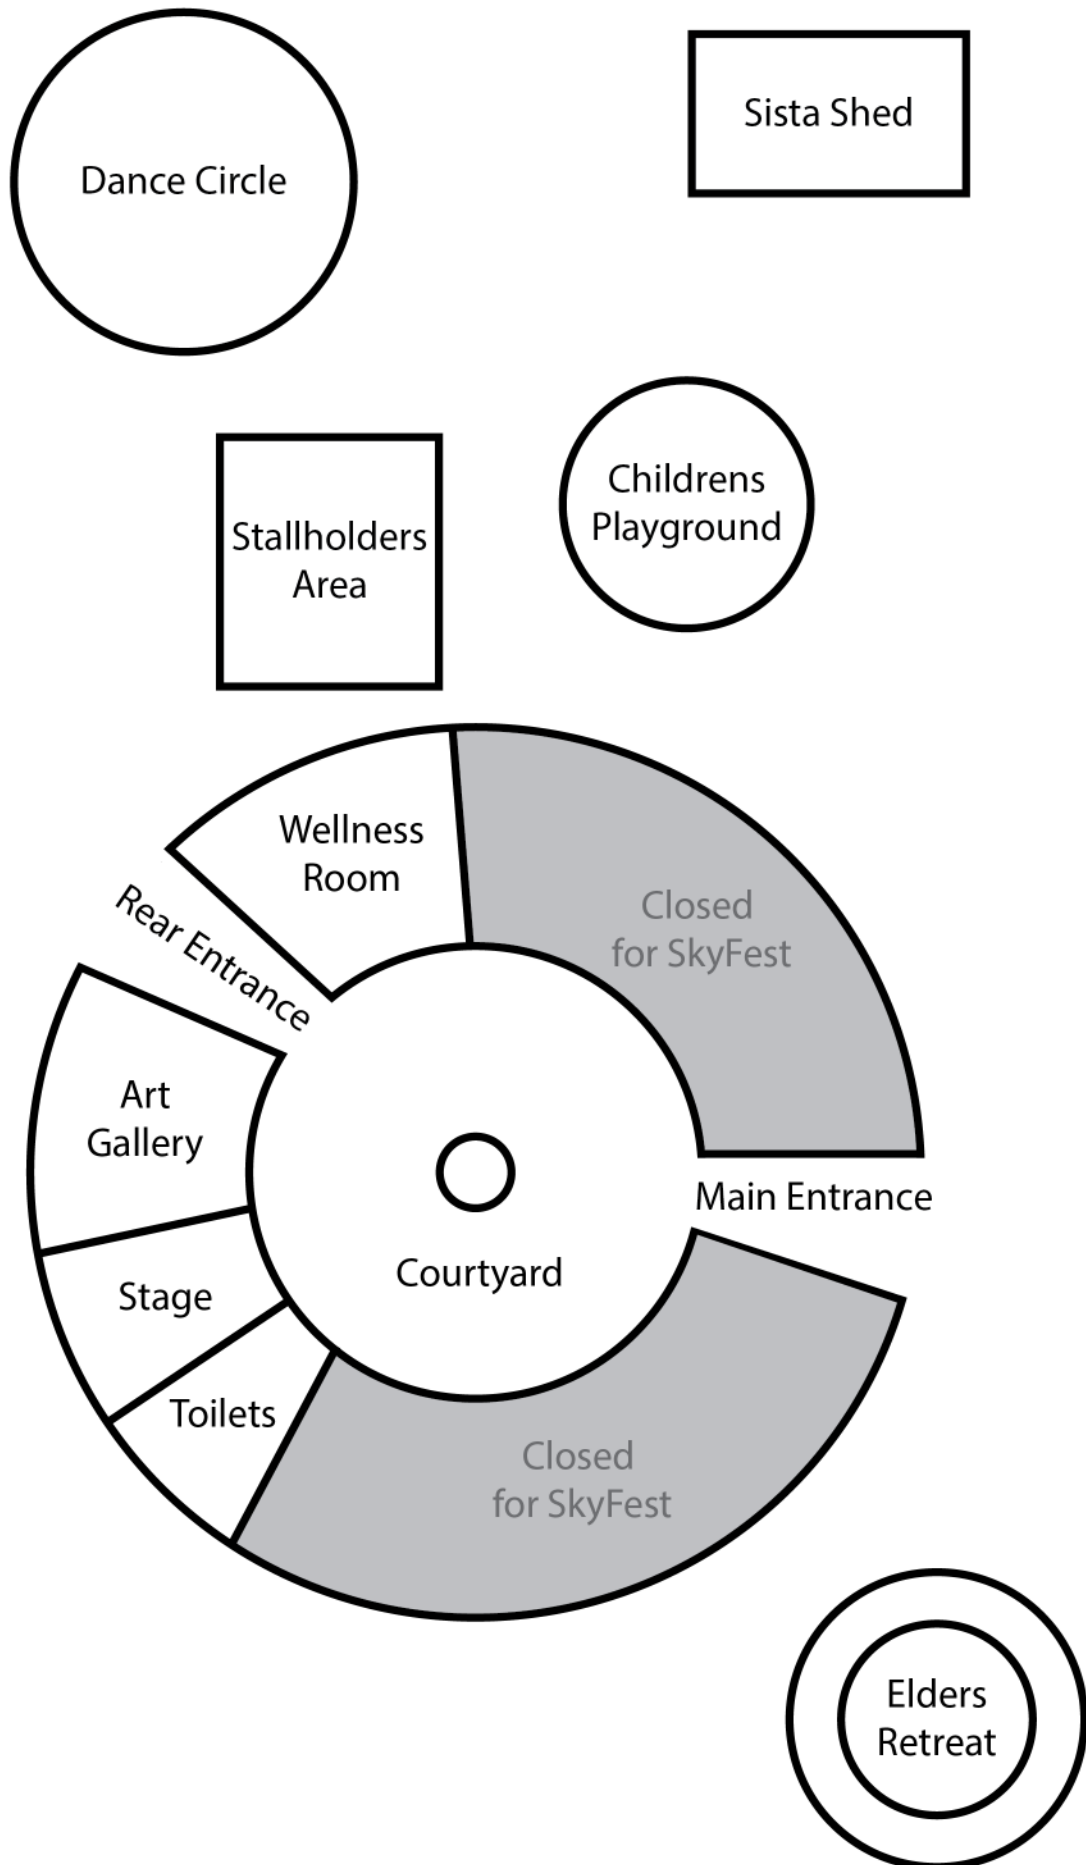 Dance Circle
Sista Shed
Childrens
Playground
Stallholders
Area
Wellness
Room
Closed
for SkyFest
Rear Entrance
Art
Gallery
Main Entrance
Courtyard
Stage
Toilets
Closed
for SkyFest
Elders
Retreat